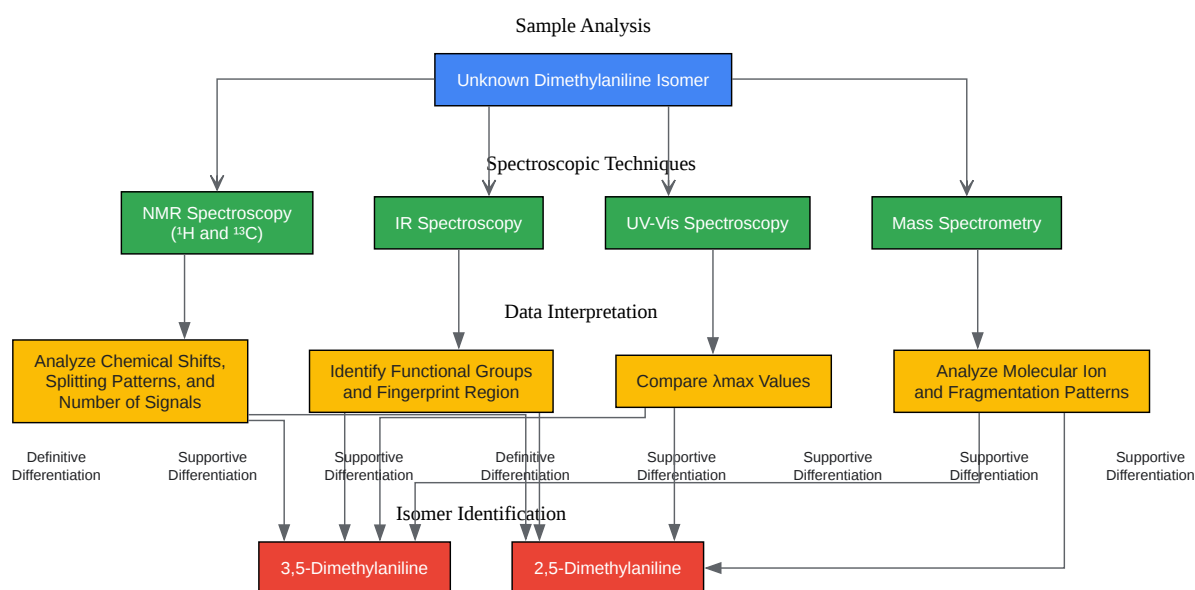 Sample Analysis
Unknown Dimethylaniline Isomer
Spectroscopic Techniques
NMR Spectroscopy
(¹H and ¹³C)
IR Spectroscopy
UV-Vis Spectroscopy
Mass Spectrometry
Data Interpretation
Analyze Chemical Shifts,
Splitting Patterns, and
Number of Signals
Identify Functional Groups
and Fingerprint Region
Compare λmax Values
Analyze Molecular Ion
and Fragmentation Patterns
Definitive
Differentiation
Supportive
Differentiation
Supportive
Differentiation
Definitive
Differentiation
Supportive
Differentiation
Supportive
Differentiation
Supportive
Differentiation
Supportive
Differentiation
Isomer Identification
3,5-Dimethylaniline
2,5-Dimethylaniline